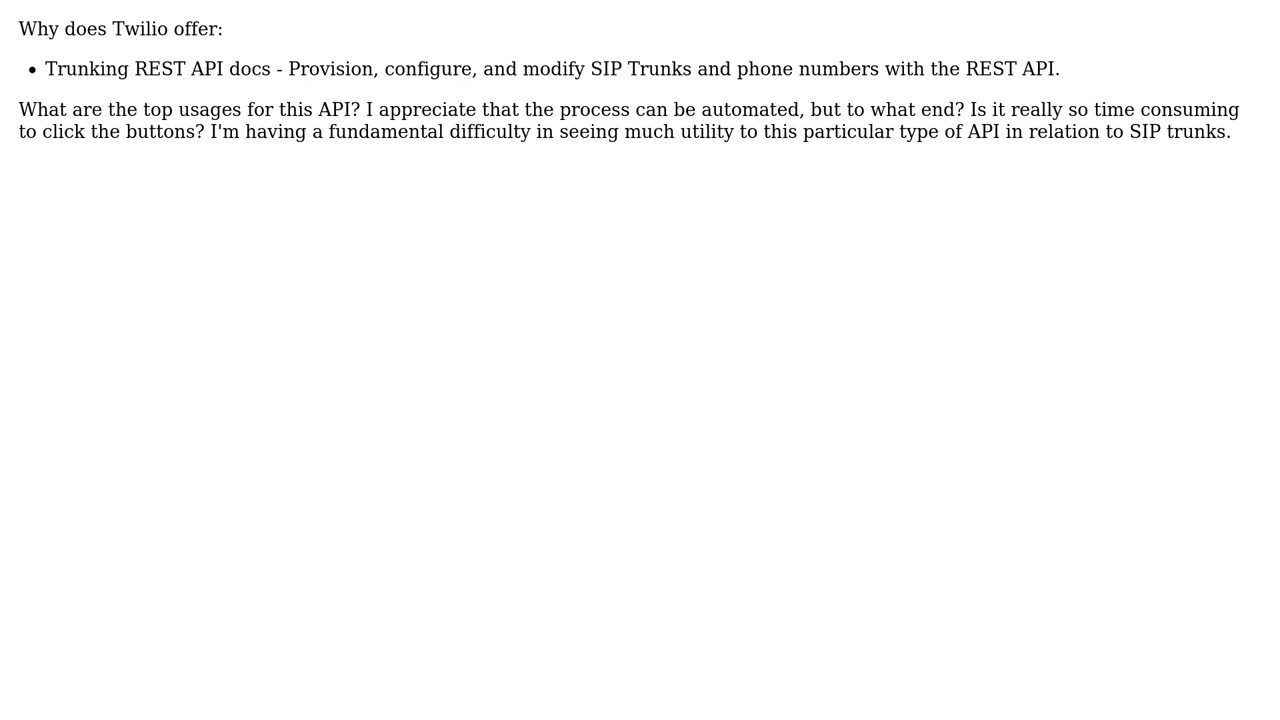 Why does Twilio offer:
• Trunking REST API docs - Provision, configure, and modify SIP Trunks and phone numbers with the REST API.
What are the top usages for this API? I appreciate that the process can be automated, but to what end? Is it really so time consuming
to click the buttons? I'm having a fundamental difficulty in seeing much utility to this particular type of API in relation to SIP trunks.